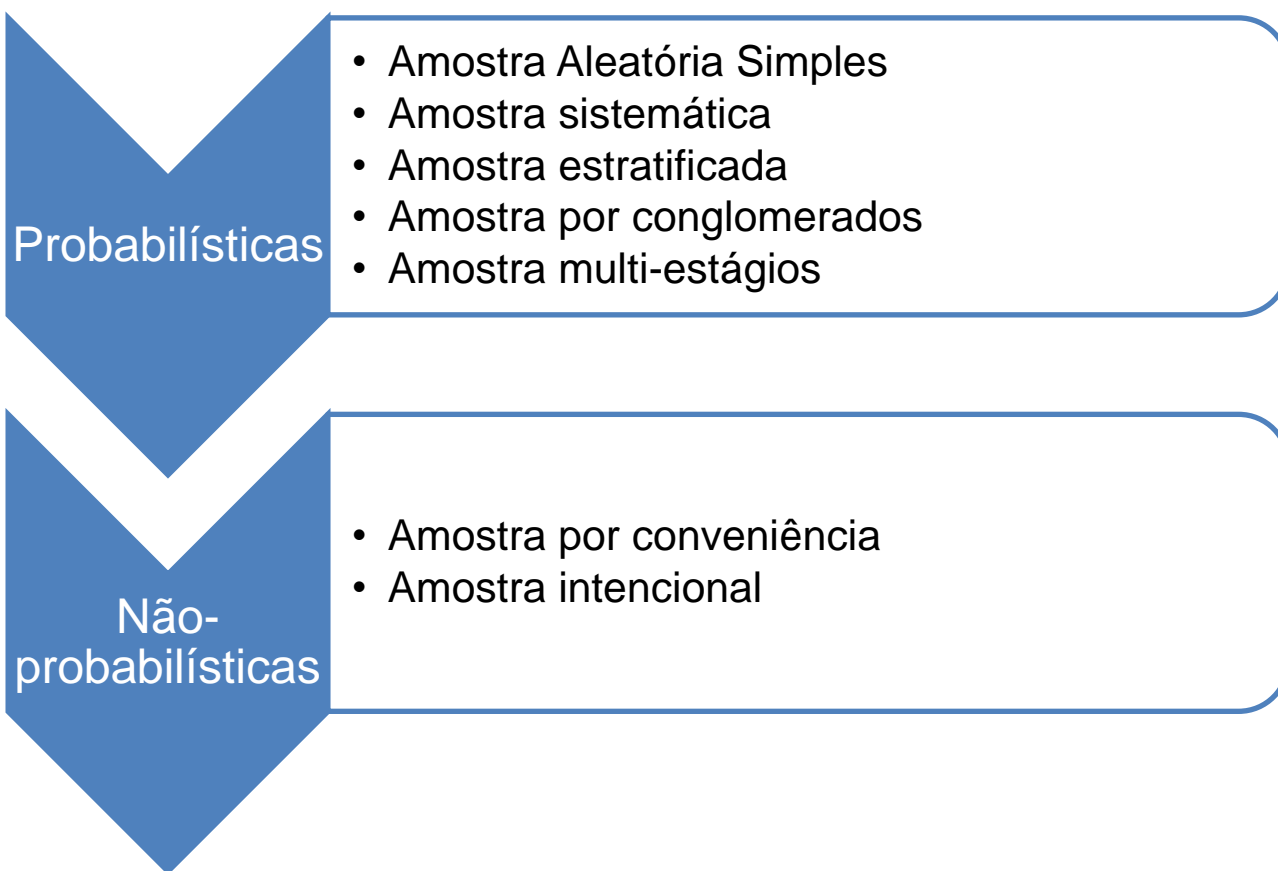 Probabilísticas
• Amostra Aleatória Simples
• Amostra sistemática
• Amostra estratificada
• Amostra por conglomerados
• Amostra multi-estágios
Não-
probabilísticas
• Amostra por conveniência
• Amostra intencional